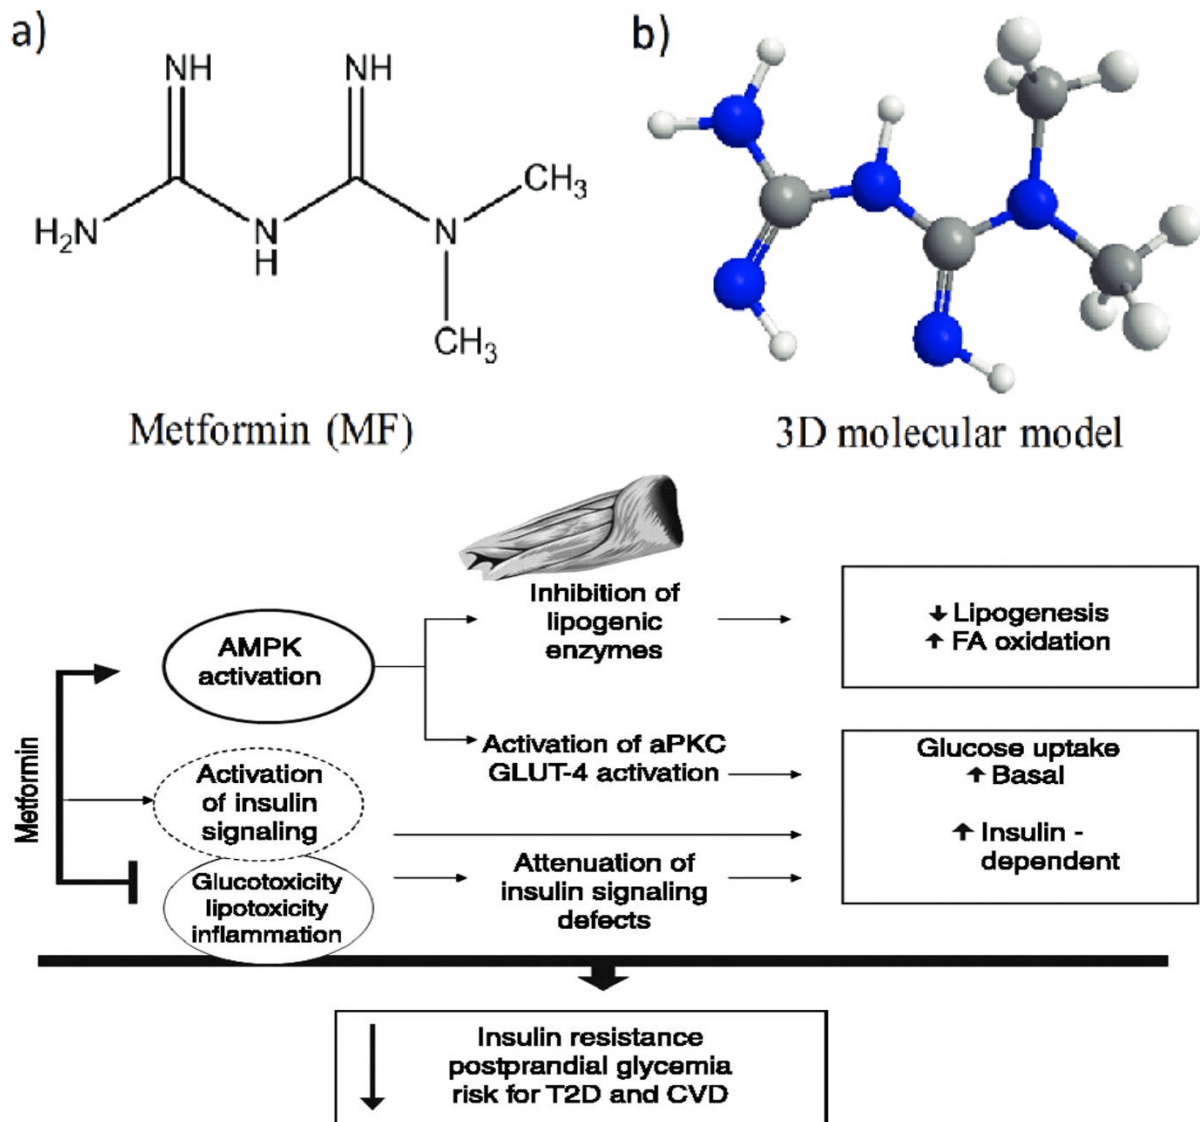 a)
NH
NH
H₂N
N
H
N
CH₃
CH₃
Metformin (MF)
b)
3D molecular model
Metformin
AMPK
activation
Inhibition of
lipogenic
enzymes
Lipogenesis
FA oxidation
Activation of aPKC
GLUT-4 activation
Glucose uptake
Basal
Insulin -
dependent
Activation
of insulin
signaling
Glucotoxicity
lipotoxicity
inflammation
Attenuation of
insulin signaling
defects
Insulin resistance
postprandial glycemia
risk for T2D and CVD